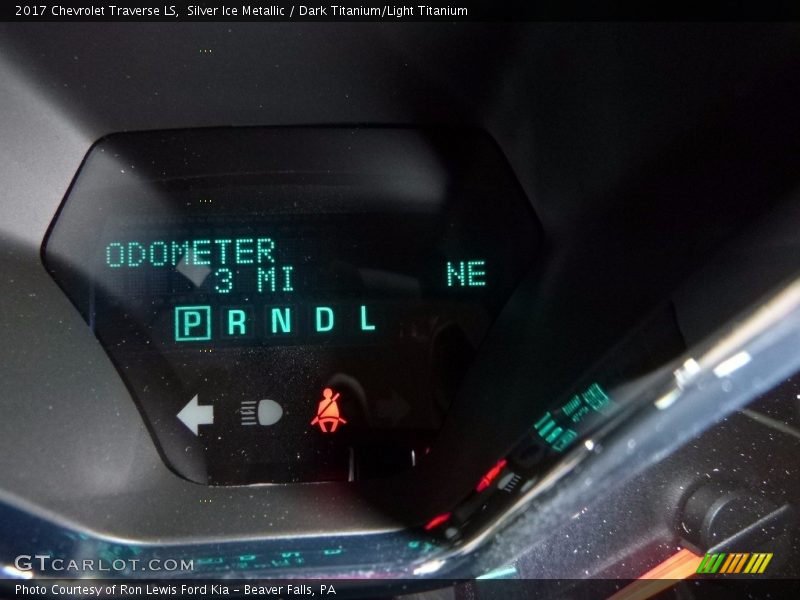 2017 Chevrolet Traverse LS,  Silver Ice Metallic / Dark Titanium/Light Titanium
ODOMETER
3 MI
NE
P R N D L
GTCARLOT.COM
Photo Courtesy of Ron Lewis Ford Kia - Beaver Falls, PA